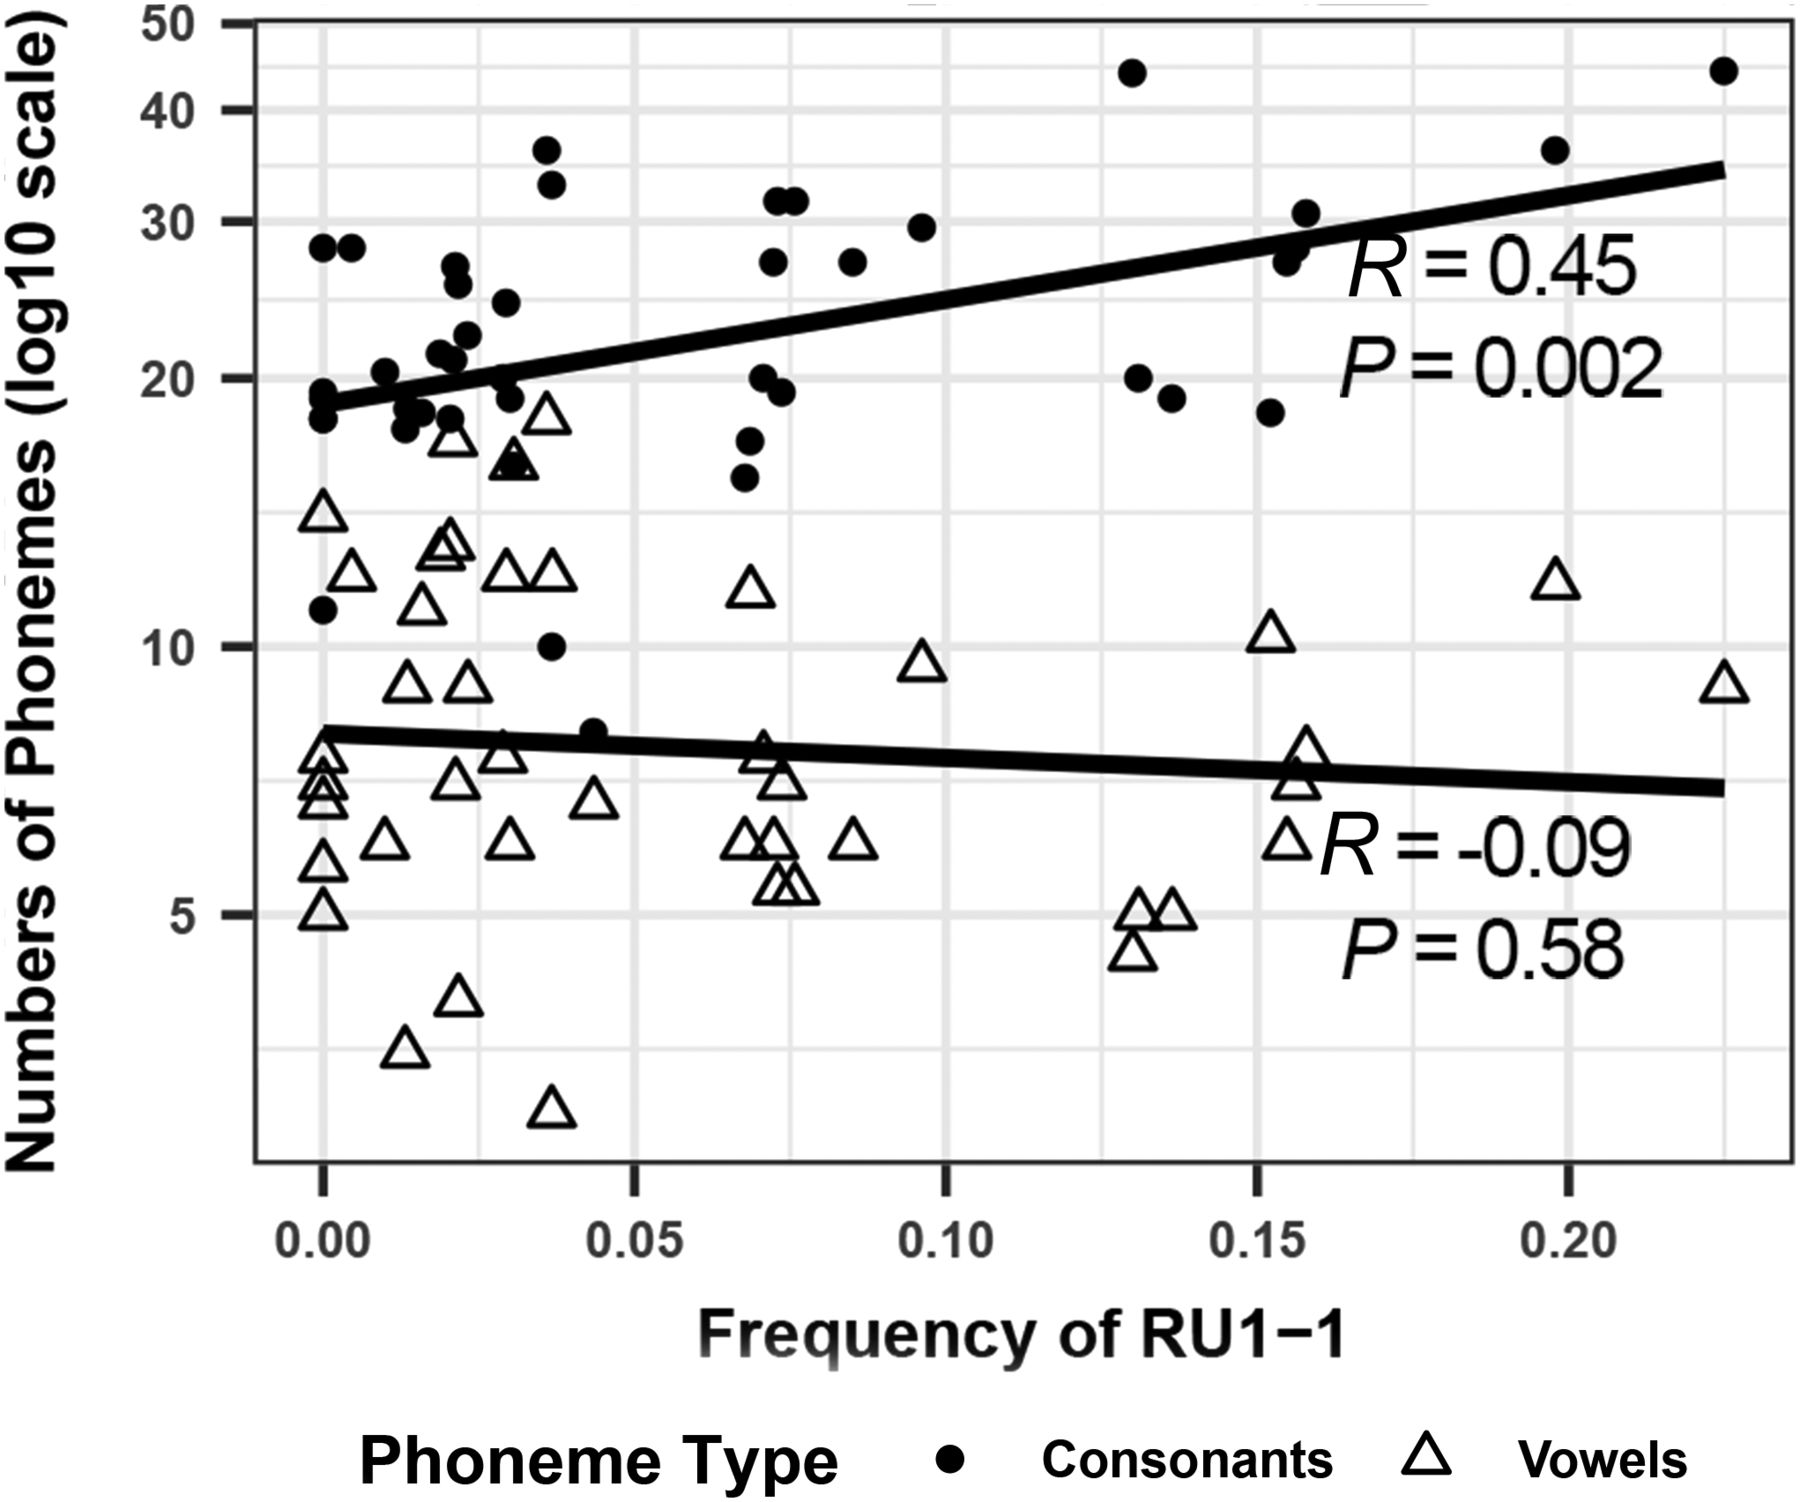 Numbers of Phonemes (log10 scale)
50
40
30
20
10
5
R = 0.45
P = 0.002
R = -0.09
P = 0.58
0.00 0.05 0.10 0.15 0.20
Frequency of RU1−1
Phoneme Type Consonants Vowels